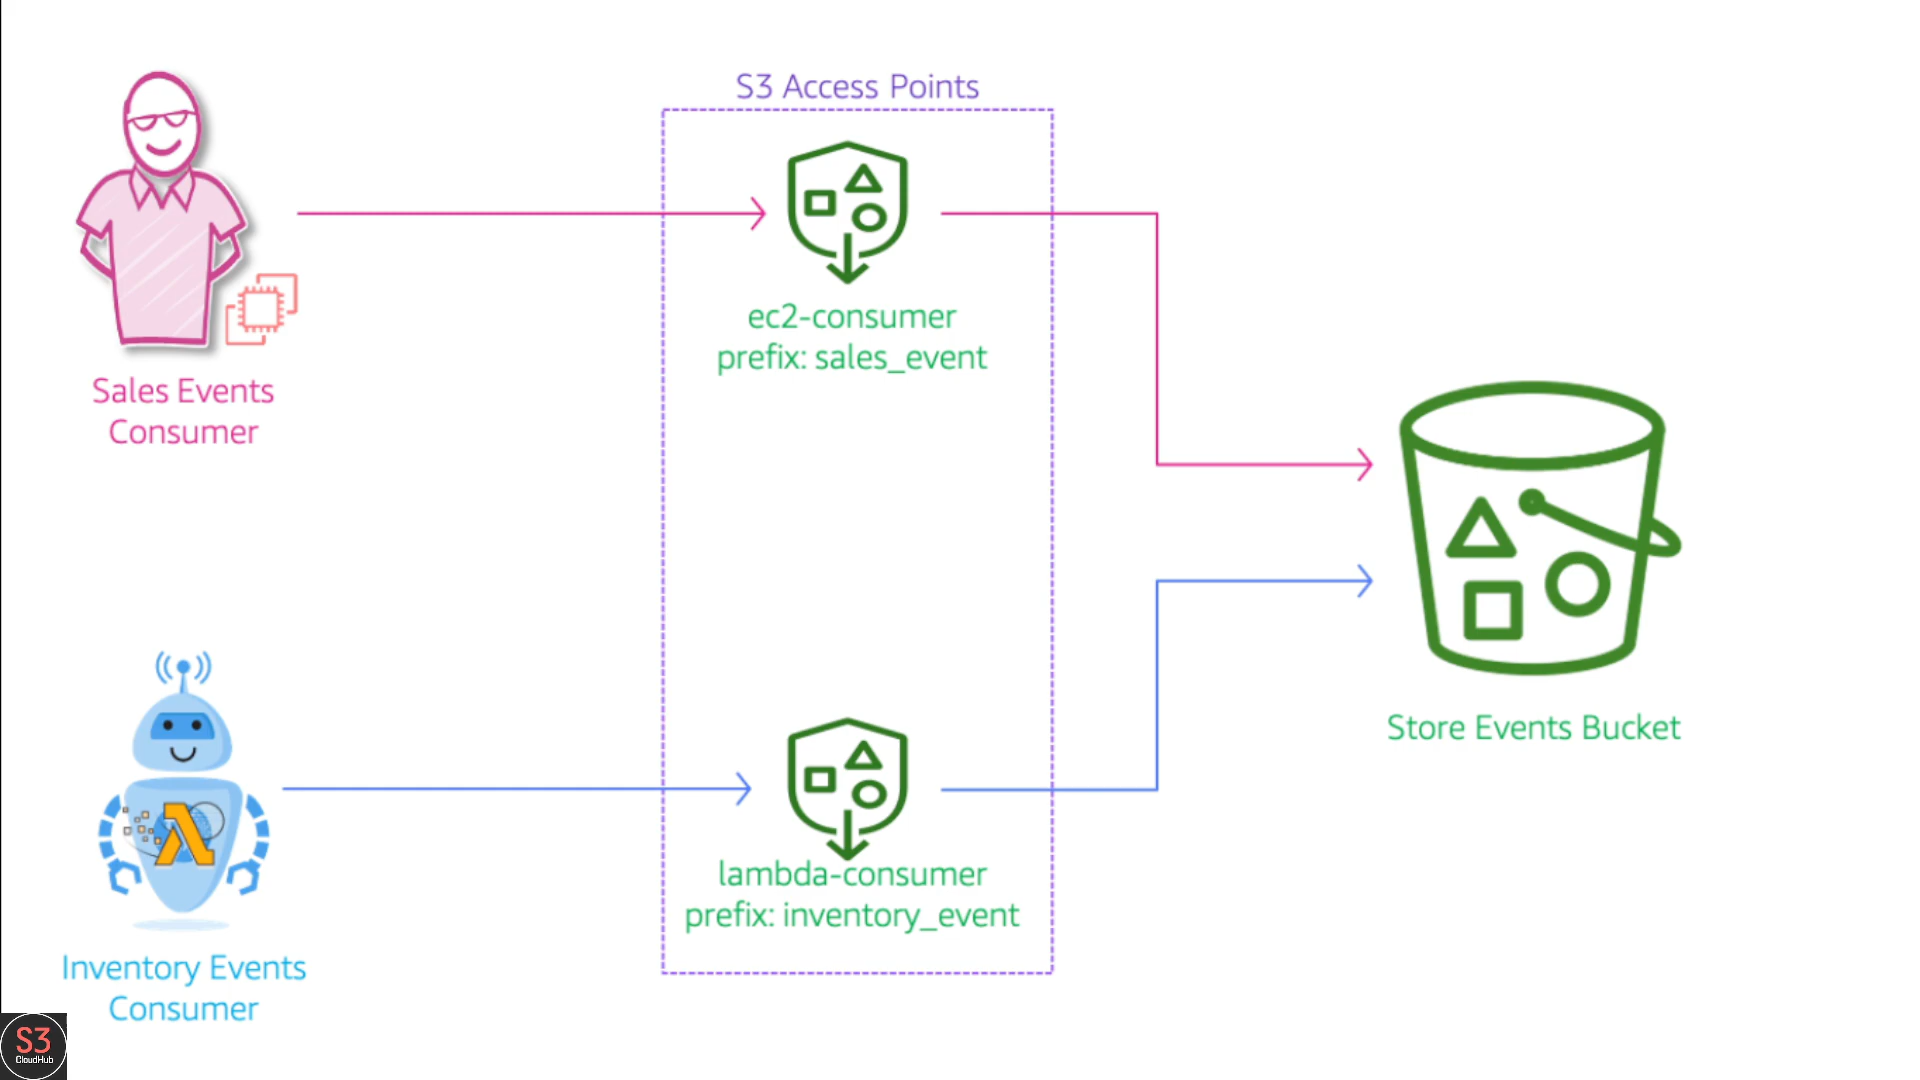 S3 Access Points
ec2-consumer
prefix: sales_event
Sales Events
Consumer
Store Events Bucket
lambda-consumer
prefix: inventory_event
Inventory Events
Consumer
S3
CloudHub